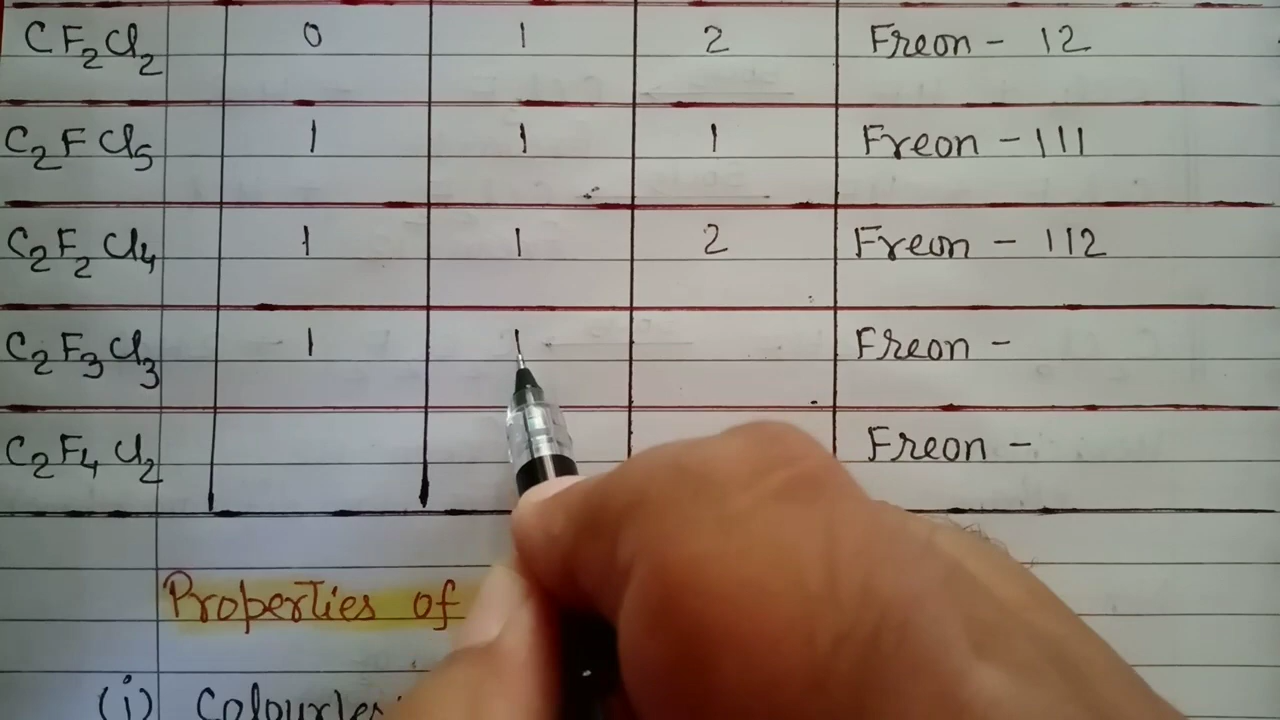 CF₂Cl₂ 0 1 2 Freon - 12
C₂FCl₅ 1 1 1 Freon - 111
C₂F₂Cl₄ 1 1 2 Freon - 112
C₂F₃Cl₃ 1 1 Freon -
C₂F₄Cl₂ Freon -
Properties of
(i) Colourles